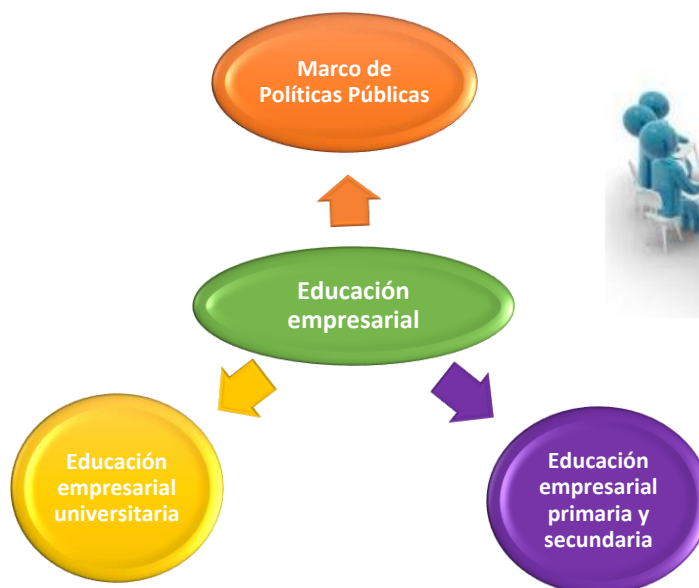 Marco de
Políticas Públicas
Educación
empresarial
Educación
empresarial
universitaria
Educación
empresarial
primaria y
secundaria